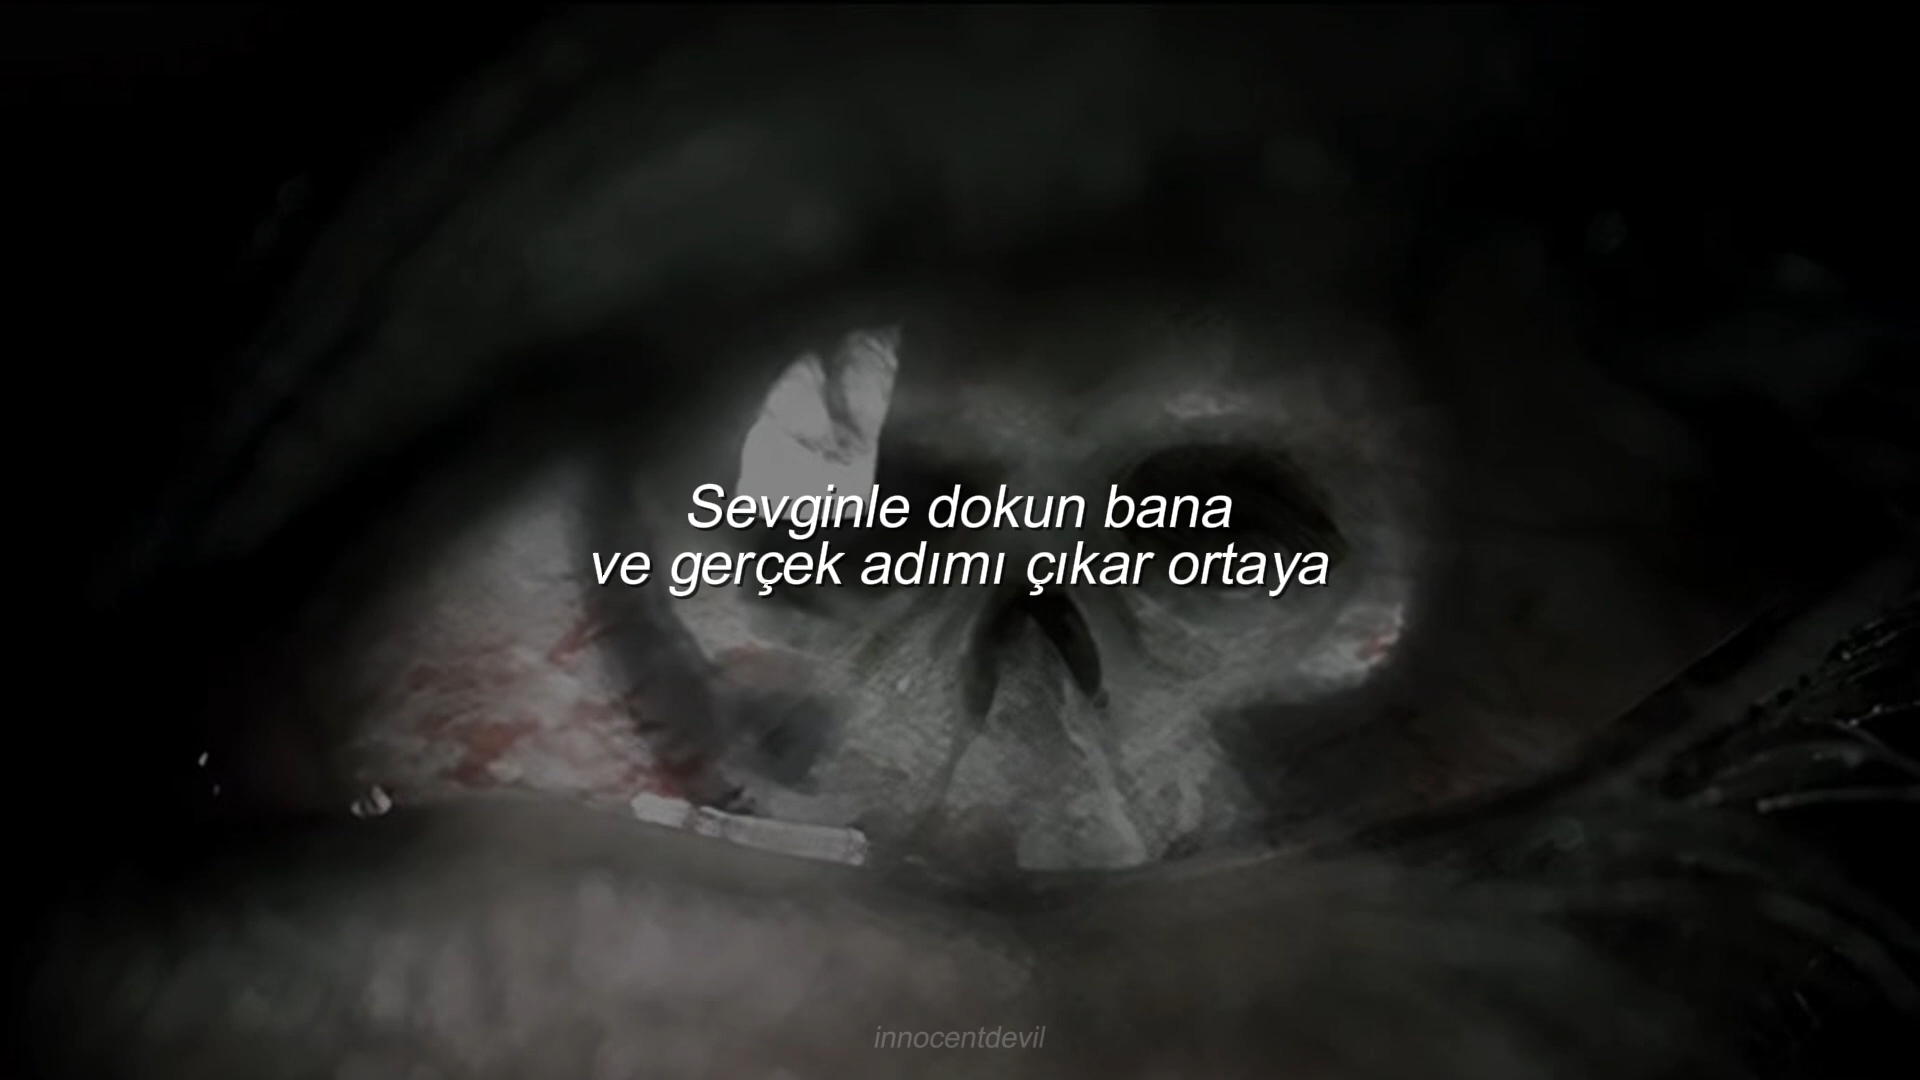 Sevginle dokun bana
ve gerçek adımı çıkar ortaya
innocentdevil